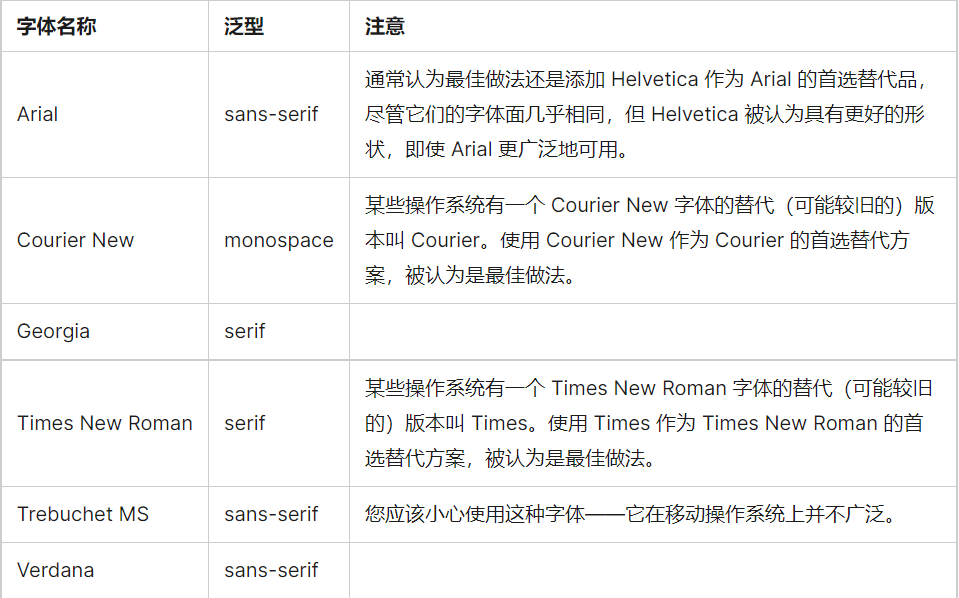 字体名称 泛型 注意
通常认为最佳做法还是添加 Helvetica 作为 Arial 的首选替代品，
Arial sans-serif 尽管它们的字体面几乎相同，但 Helvetica 被认为具有更好的形
状，即使 Arial 更广泛地可用。
某些操作系统有一个 Courier New 字体的替代（可能较旧的）版
Courier New monospace 本叫 Courier。使用 Courier New 作为 Courier 的首选替代方
案，被认为是最佳做法。
Georgia serif
某些操作系统有一个 Times New Roman 字体的替代（可能较旧
Times New Roman serif 的）版本叫 Times。使用 Times 作为 Times New Roman 的首
选替代方案，被认为是最佳做法。
Trebuchet MS sans-serif 您应该小心使用这种字体——它在移动操作系统上并不广泛。
Verdana sans-serif